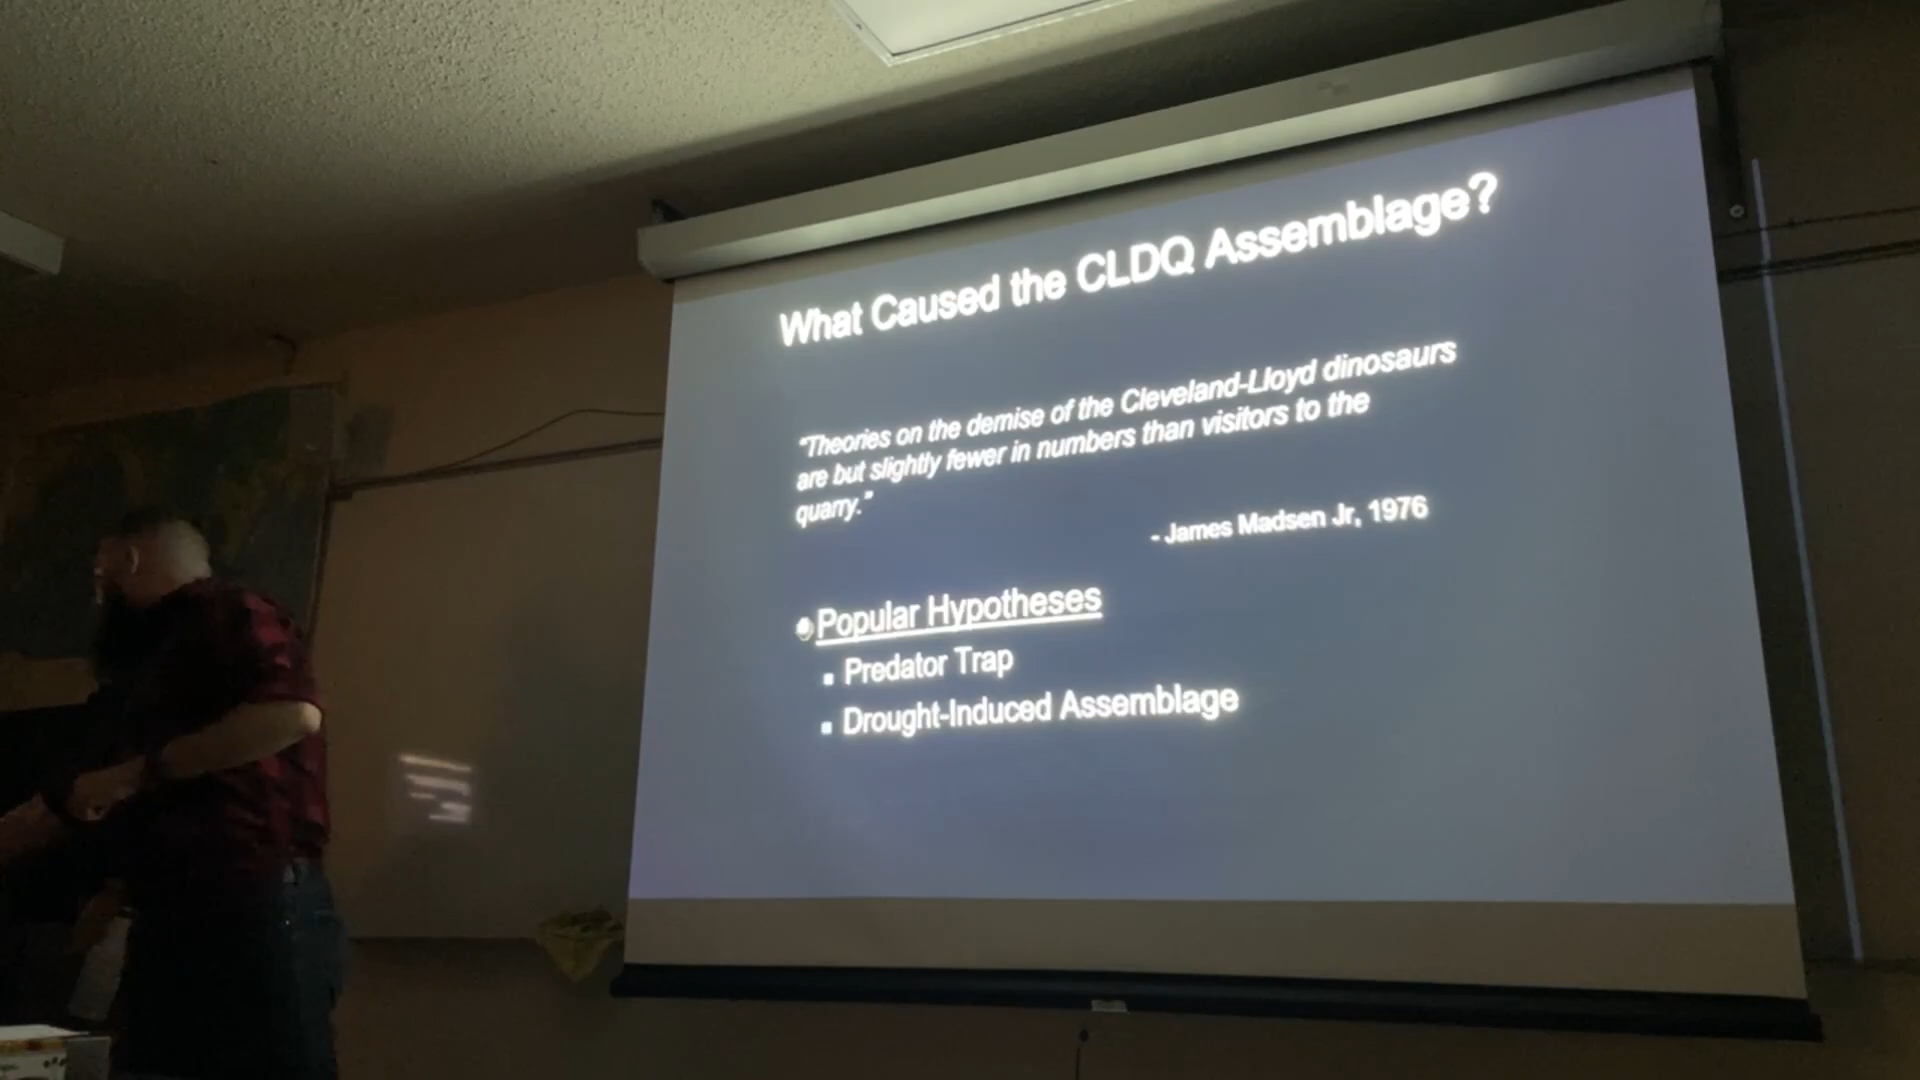 What Caused the CLDQ Assemblage?
"Theories on the demise of the Cleveland-Lloyd dinosaurs
are but slightly fewer in numbers than visitors to the
quarry."
- James Madsen Jr, 1976
Popular Hypotheses
Predator Trap
Drought-Induced Assemblage